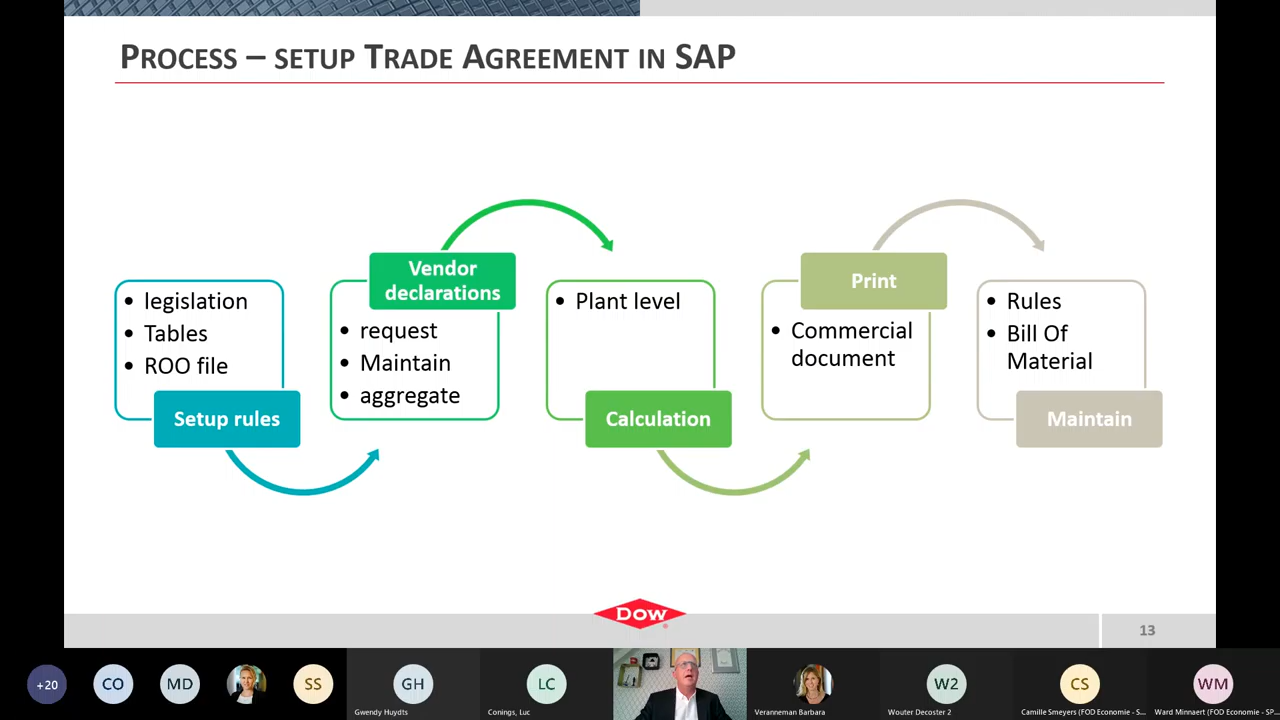 PROCESS – SETUP TRADE AGREEMENT IN SAP
• legislation
• Tables
• ROO file
Setup rules
Vendor
declarations
• request
• Maintain
• aggregate
• Plant level
Calculation
Print
• Commercial
document
• Rules
• Bill Of
Material
Maintain
DOW
13
+20
CO
MD
SS
GH
Gwendy Huydts
LC
Conings, Luc
Veranneman Barbara
W2
Wouter Decoster 2
CS
Camille Smeyers (FOD Economie - S...
WM
Ward Minnaert (FOD Economie - SP...